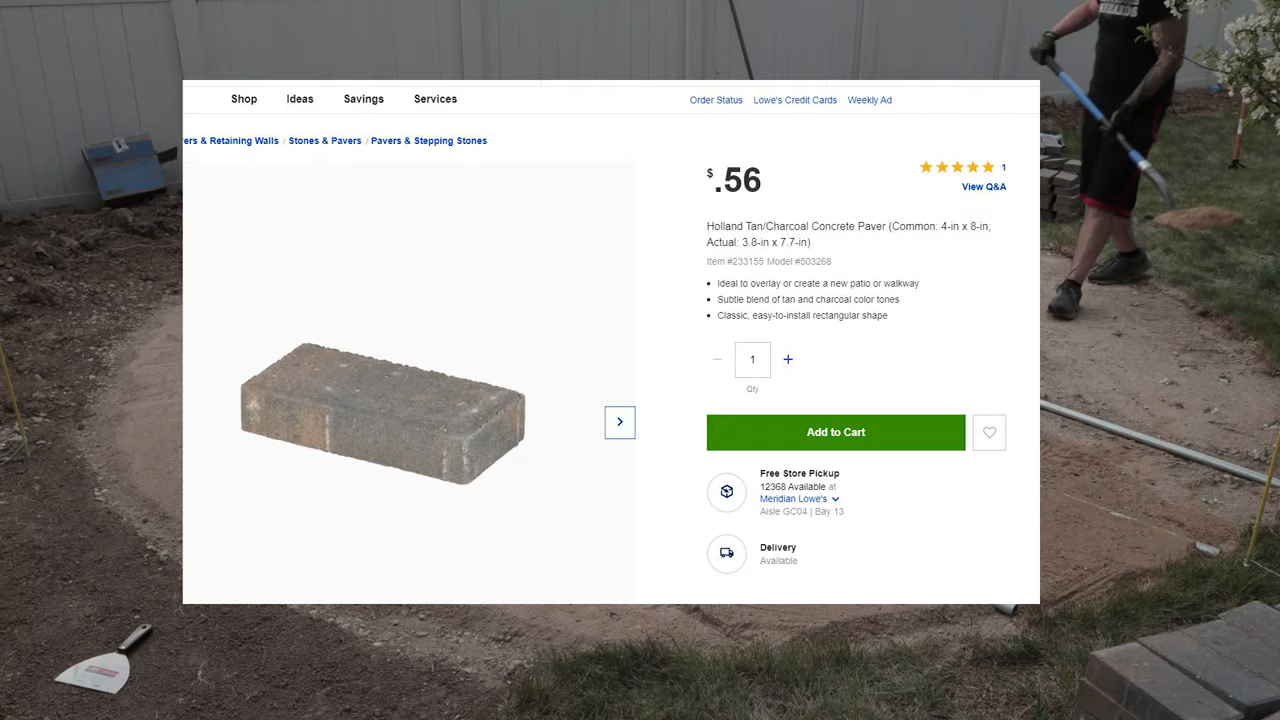 Shop Ideas Savings Services
Order Status Lowe's Credit Cards Weekly Ad
ers & Retaining Walls / Stones & Pavers / Pavers & Stepping Stones
$.56
1
View Q&A
Holland Tan/Charcoal Concrete Paver (Common: 4-in x 8-in;
Actual: 3.8-in x 7.7-in)
Item #233155 Model #503268
Ideal to overlay or create a new patio or walkway
Subtle blend of tan and charcoal color tones
Classic, easy-to-install rectangular shape
− 1 +
Qty
Add to Cart
Free Store Pickup
12368 Available at
Meridian Lowe's
Aisle GC04 | Bay 13
Delivery
Available